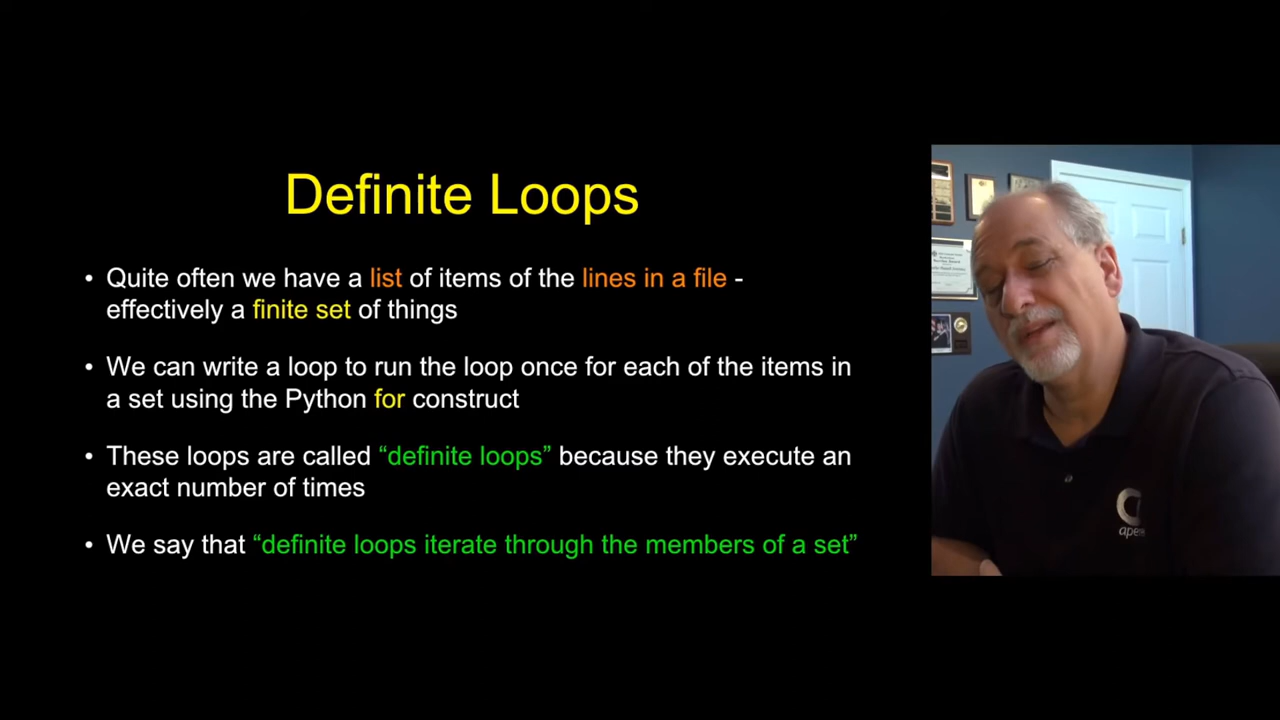 Definite Loops
• Quite often we have a list of items of the lines in a file -
effectively a finite set of things
• We can write a loop to run the loop once for each of the items in
a set using the Python for construct
• These loops are called “definite loops” because they execute an
exact number of times
• We say that “definite loops iterate through the members of a set”